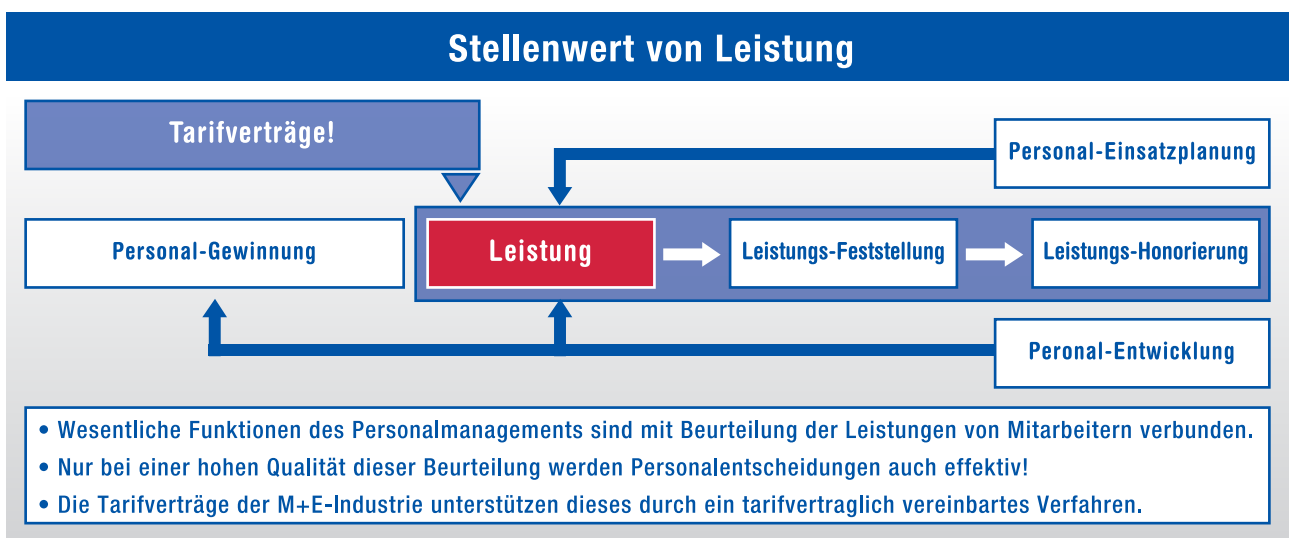 Stellenwert von Leistung
Tarifverträge!
Personal-Einsatzplanung
Personal-Gewinnung
Leistung
Leistungs-Feststellung
Leistungs-Honorierung
Peronal-Entwicklung
• Wesentliche Funktionen des Personalmanagements sind mit Beurteilung der Leistungen von Mitarbeitern verbunden.
• Nur bei einer hohen Qualität dieser Beurteilung werden Personalentscheidungen auch effektiv!
• Die Tarifverträge der M+E-Industrie unterstützen dieses durch ein tarifvertraglich vereinbartes Verfahren.